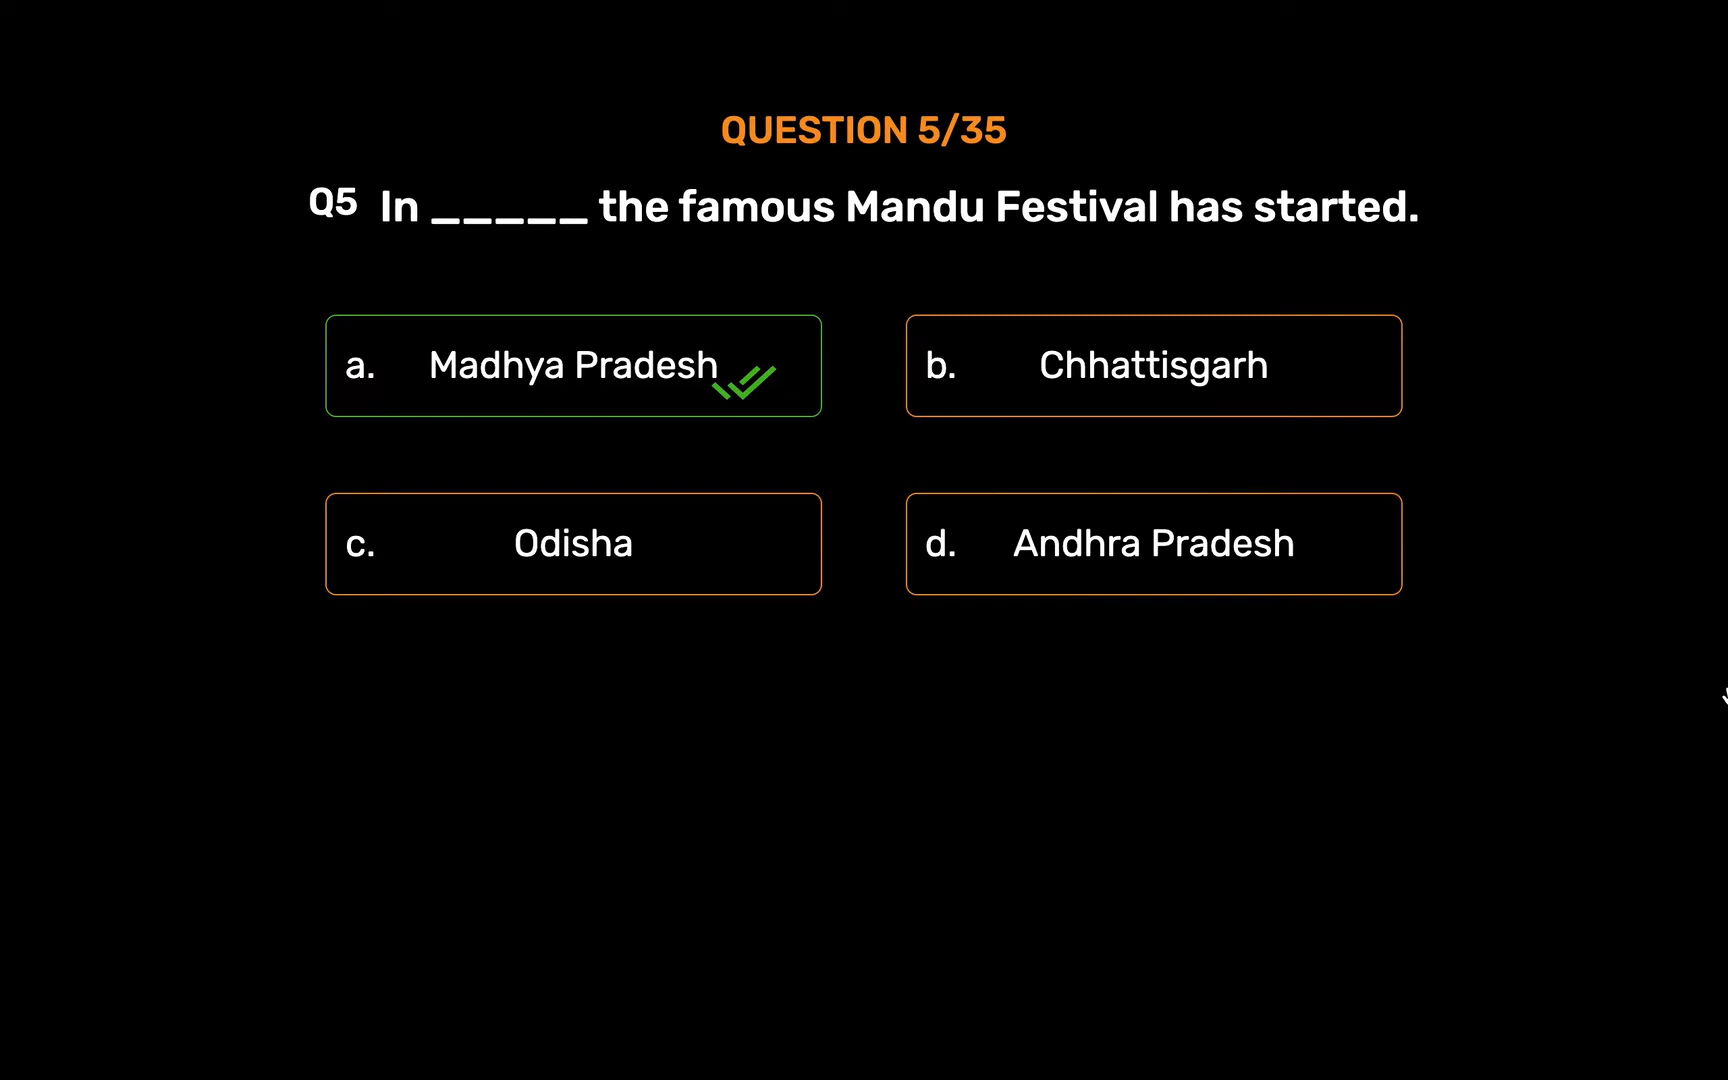 QUESTION 5/35
Q5 In _____ the famous Mandu Festival has started.
a. Madhya Pradesh
b. Chhattisgarh
c. Odisha
d. Andhra Pradesh